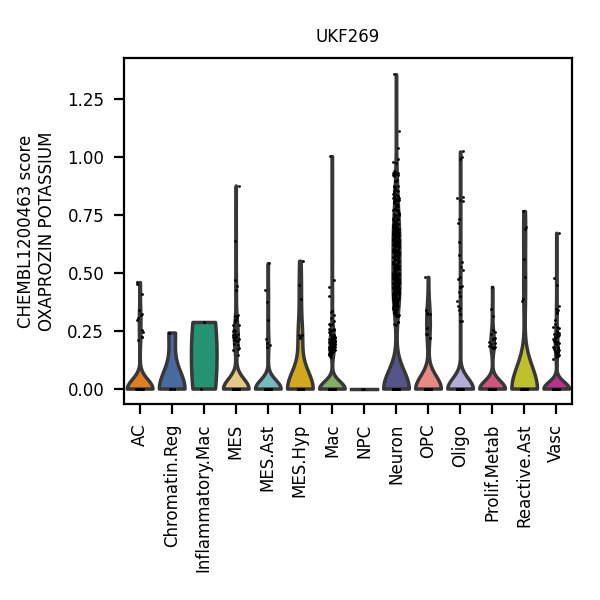 UKF269
CHEMBL1200463 score
OXAPROZIN POTASSIUM
1.25
1.00
0.75
0.50
0.25
0.00
AC
Chromatin.Reg
Inflammatory.Mac
MES
MES.Ast
MES.Hyp
Mac
NPC
Neuron
OPC
Oligo
Prolif.Metab
Reactive.Ast
Vasc